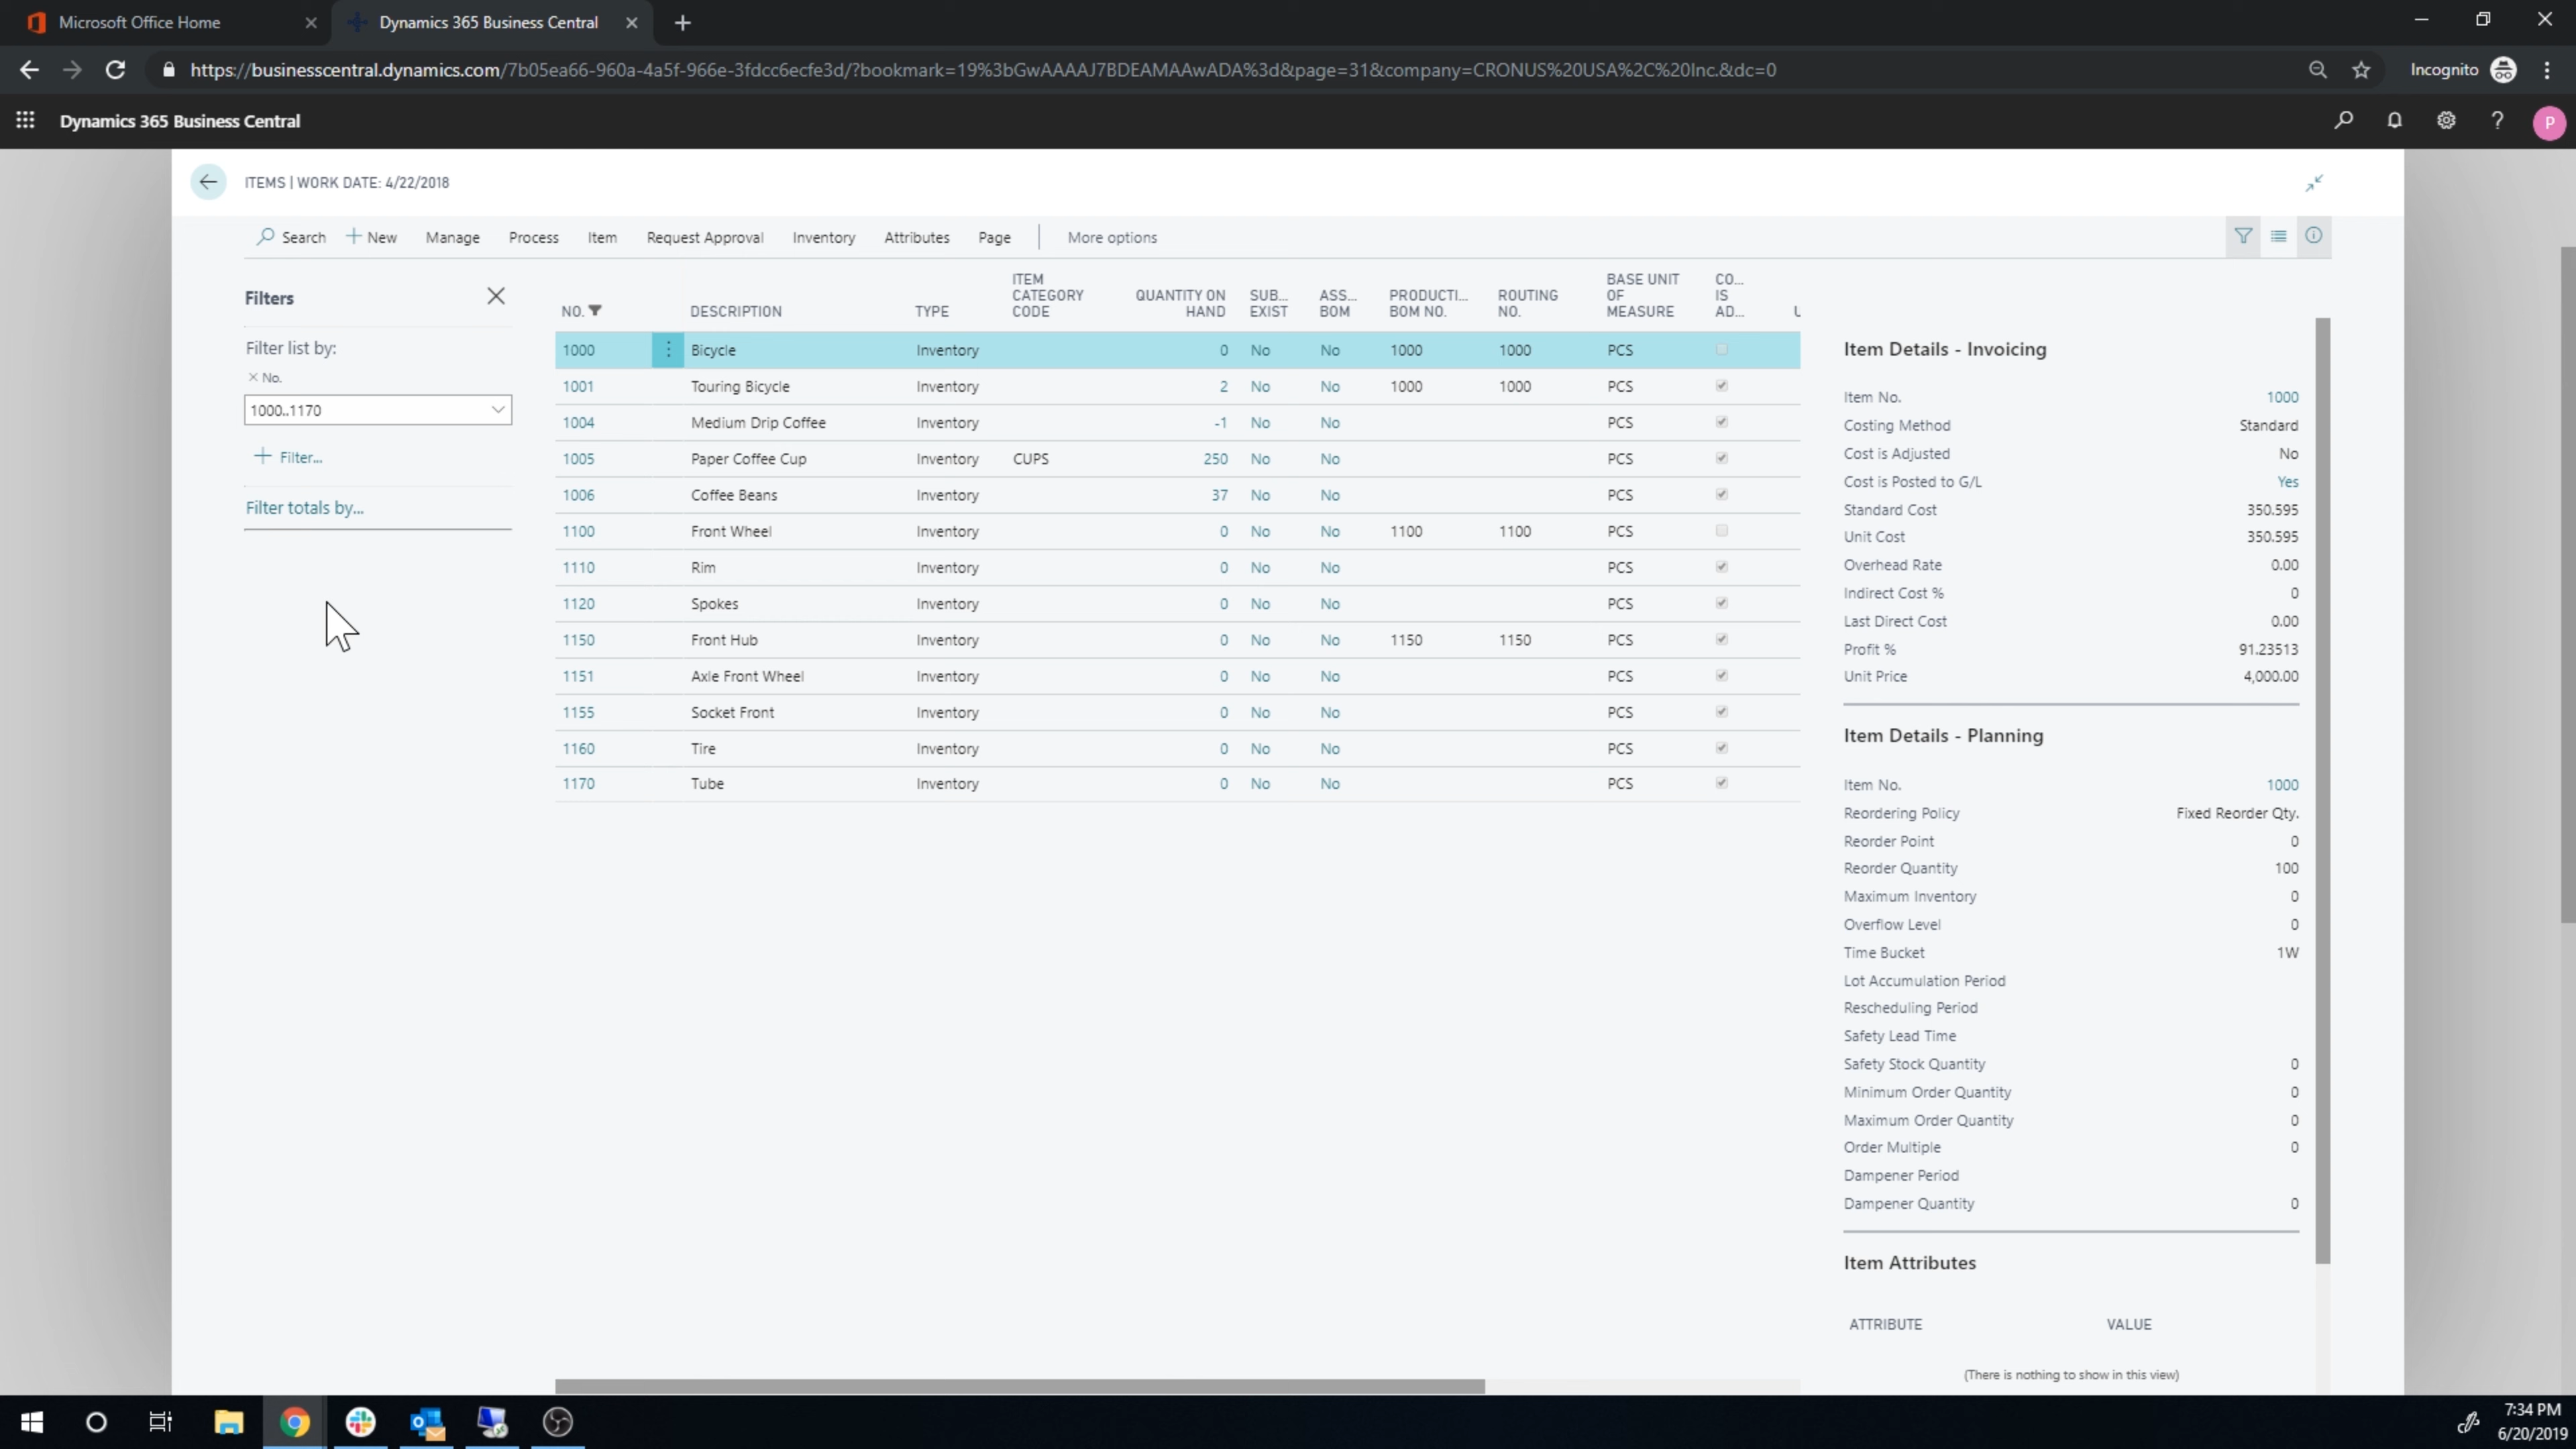 Microsoft Office Home
Dynamics 365 Business Central
https://businesscentral.dynamics.com/7b05ea66-960a-4a5f-966e-3fdcc6ecfe3d/?bookmark=19%3bGwAAAAJ7BDEAMAAwADA%3d&page=31&company=CRONUS%20USA%2C%20Inc.&dc=0
Incognito
Dynamics 365 Business Central
P
ITEMS | WORK DATE: 4/22/2018
Search New Manage Process Item Request Approval Inventory Attributes Page More options
Filters
Filter list by:
× No.
1000..1170
+ Filter...
Filter totals by...
NO. DESCRIPTION TYPE ITEM CATEGORY CODE QUANTITY ON HAND SUB... EXIST ASS... BOM PRODUCTI... BOM NO. ROUTING NO. BASE UNIT OF MEASURE CO... IS AD...
1000 Bicycle Inventory 0 No No 1000 1000 PCS
1001 Touring Bicycle Inventory 2 No No 1000 1000 PCS
1004 Medium Drip Coffee Inventory -1 No No PCS
1005 Paper Coffee Cup Inventory CUPS 250 No No PCS
1006 Coffee Beans Inventory 37 No No PCS
1100 Front Wheel Inventory 0 No No 1100 1100 PCS
1110 Rim Inventory 0 No No PCS
1120 Spokes Inventory 0 No No PCS
1150 Front Hub Inventory 0 No No 1150 1150 PCS
1151 Axle Front Wheel Inventory 0 No No PCS
1155 Socket Front Inventory 0 No No PCS
1160 Tire Inventory 0 No No PCS
1170 Tube Inventory 0 No No PCS
Item Details - Invoicing
Item No. 1000
Costing Method Standard
Cost is Adjusted No
Cost is Posted to G/L Yes
Standard Cost 350.595
Unit Cost 350.595
Overhead Rate 0.00
Indirect Cost % 0
Last Direct Cost 0.00
Profit % 91.23513
Unit Price 4,000.00
Item Details - Planning
Item No. 1000
Reordering Policy Fixed Reorder Qty.
Reorder Point 0
Reorder Quantity 100
Maximum Inventory 0
Overflow Level 0
Time Bucket 1W
Lot Accumulation Period
Rescheduling Period
Safety Lead Time
Safety Stock Quantity 0
Minimum Order Quantity 0
Maximum Order Quantity 0
Order Multiple 0
Dampener Period
Dampener Quantity 0
Item Attributes
ATTRIBUTE VALUE
(There is nothing to show in this view)
7:34 PM
6/20/2019